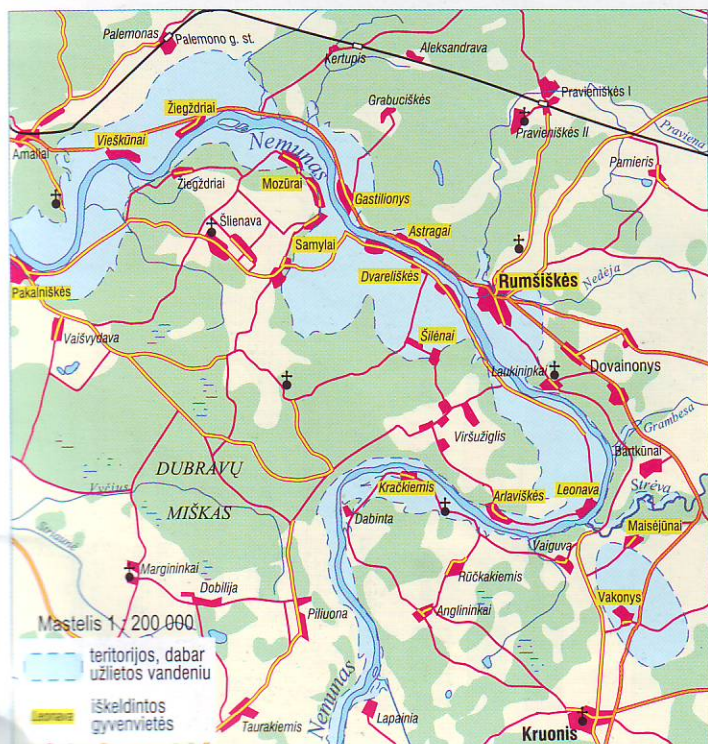 Palemonas
Palemono g. st.
Kertupis
Aleksandrava
Žiegždriai
Grabuciškės
Pravieniškės I
Pravieniškės II
Praviena
Amaliai
Vieškūnai
Nemunas
Pamieris
Žiegždriai
Mozūrai
Gastilionys
Šlienava
Astragai
Samylai
Dvareliškės
Rumšiškės
Nedėja
Pakalniškės
Vaišvydava
Šilėnai
Laukininkai
Dovainonys
Viršužiglis
Grambesa
Bartkūnai
DUBRAVŲ
Vyčius
Kračkiemis
Arlaviškės
Leonava
Strėva
MIŠKAS
Dabinta
Maisėjūnai
Vaiguva
Margininkai
Rūčkakiemis
Dobilija
Vakonys
Piliuona
Anglininkai
Mastelis 1 : 200 000
teritorijos, dabar
užlietos vandeniu
Leonava
iškeldintos
gyvenvietės
Nemunas
Taurakiemis
Lapainia
Kruonis